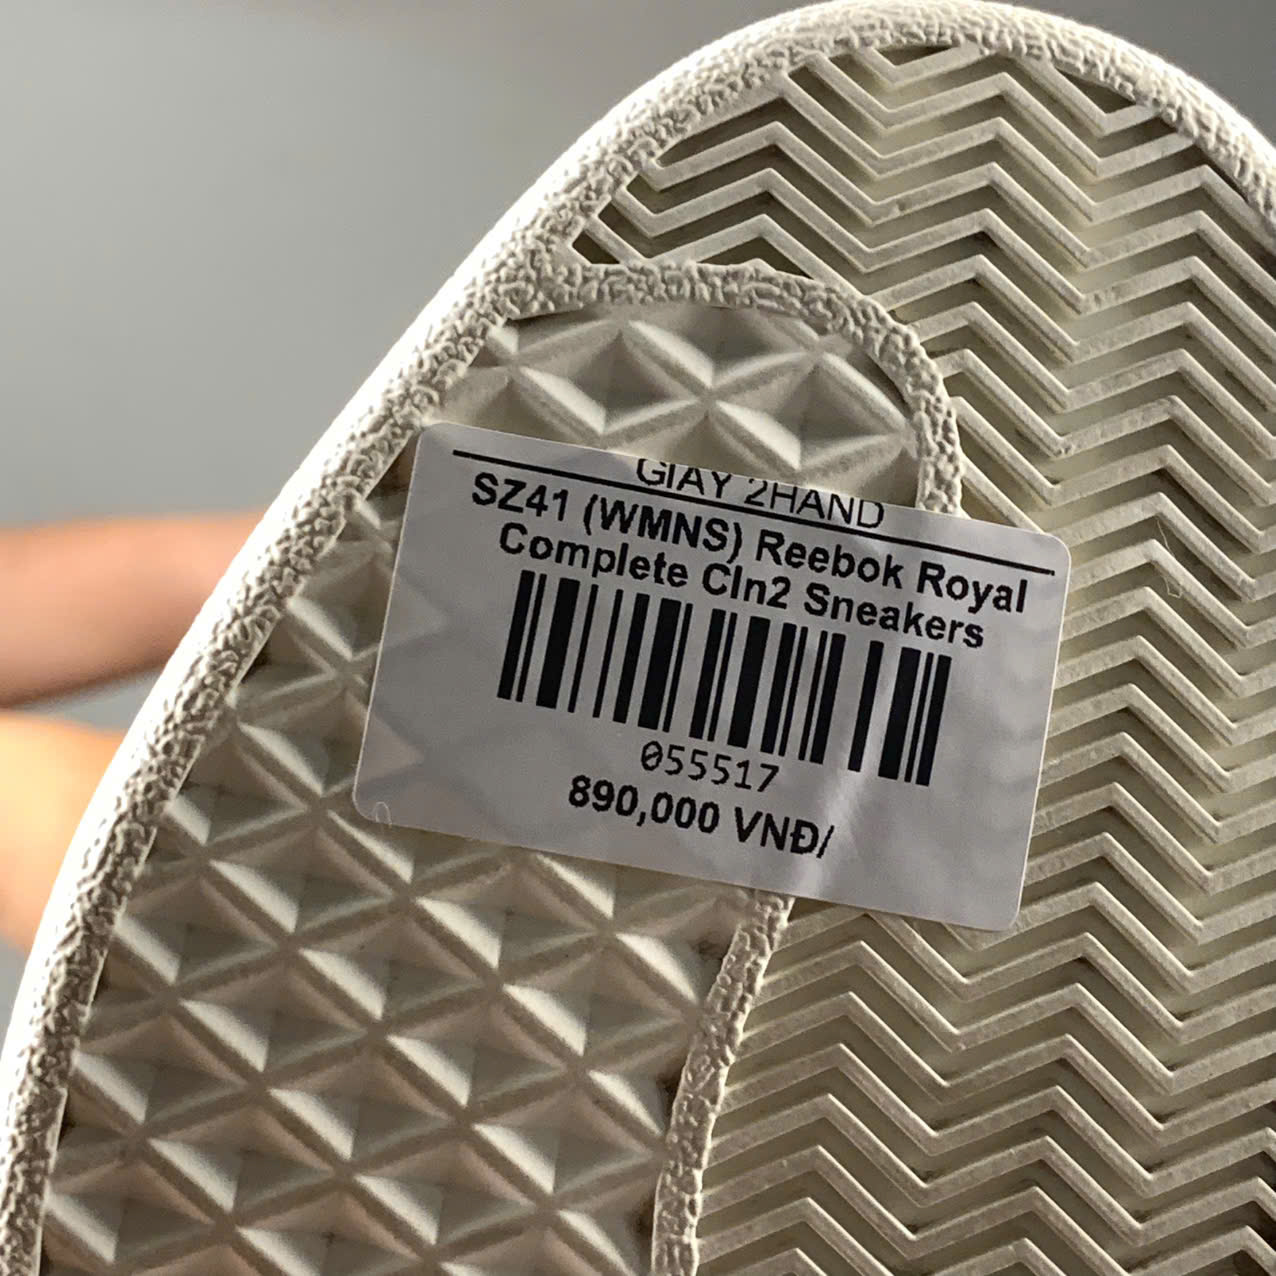 GIAY 2HAND
SZ41 (WMNS) Reebok Royal
Complete Cln2 Sneakers
055517
890,000 VNĐ/